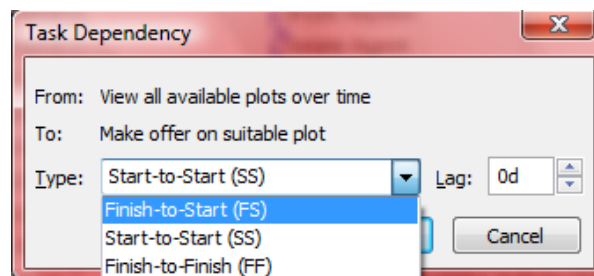 Task Dependency
From: View all available plots over time
To: Make offer on suitable plot
Type: Start-to-Start (SS) Lag: 0d
Finish-to-Start (FS)
Start-to-Start (SS) Cancel
Finish-to-Finish (FF)